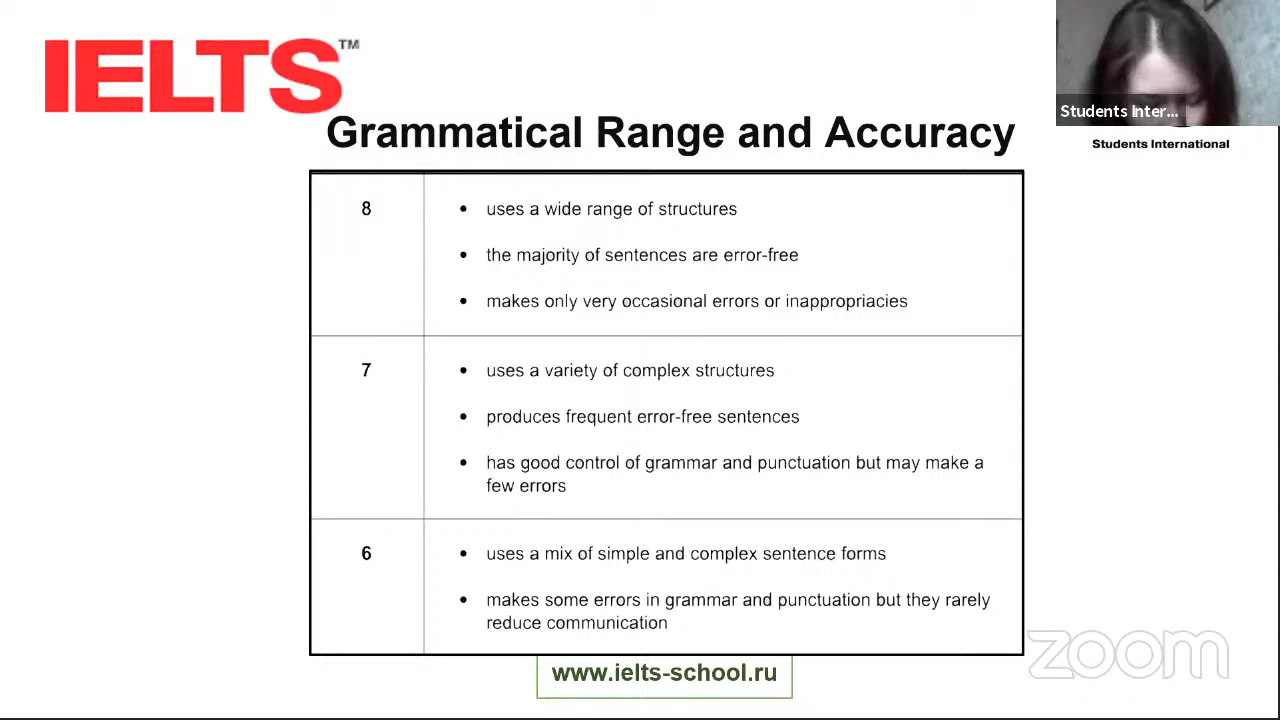 IELTS™
Students Inter...
Students International
Grammatical Range and Accuracy
8
• uses a wide range of structures
• the majority of sentences are error-free
• makes only very occasional errors or inappropriacies
7
• uses a variety of complex structures
• produces frequent error-free sentences
• has good control of grammar and punctuation but may make a
few errors
6
• uses a mix of simple and complex sentence forms
• makes some errors in grammar and punctuation but they rarely
reduce communication
www.ielts-school.ru
zoom